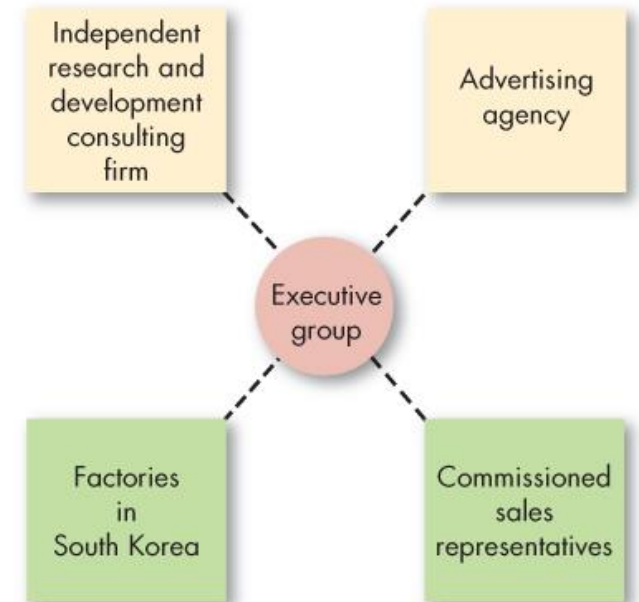 Independent
research and
development
consulting
firm
Advertising
agency
Executive
group
Factories
in
South Korea
Commissioned
sales
representatives